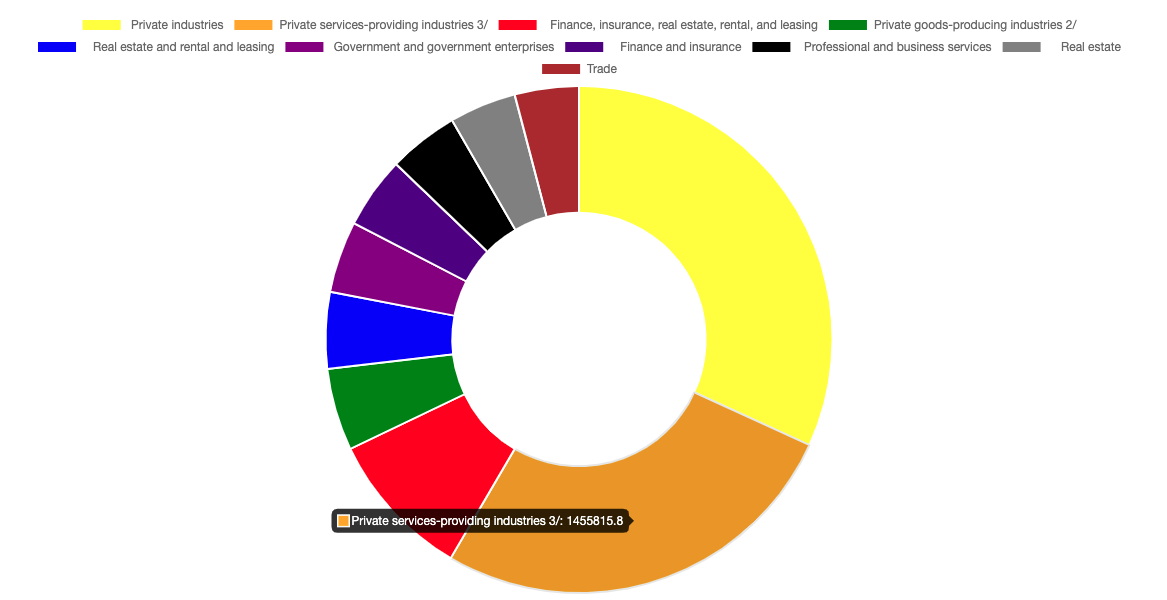 Private industries Private services-providing industries 3/ Finance, insurance, real estate, rental, and leasing Private goods-producing industries 2/
Real estate and rental and leasing Government and government enterprises Finance and insurance Professional and business services Real estate
Trade
Private services-providing industries 3/: 1455815.8